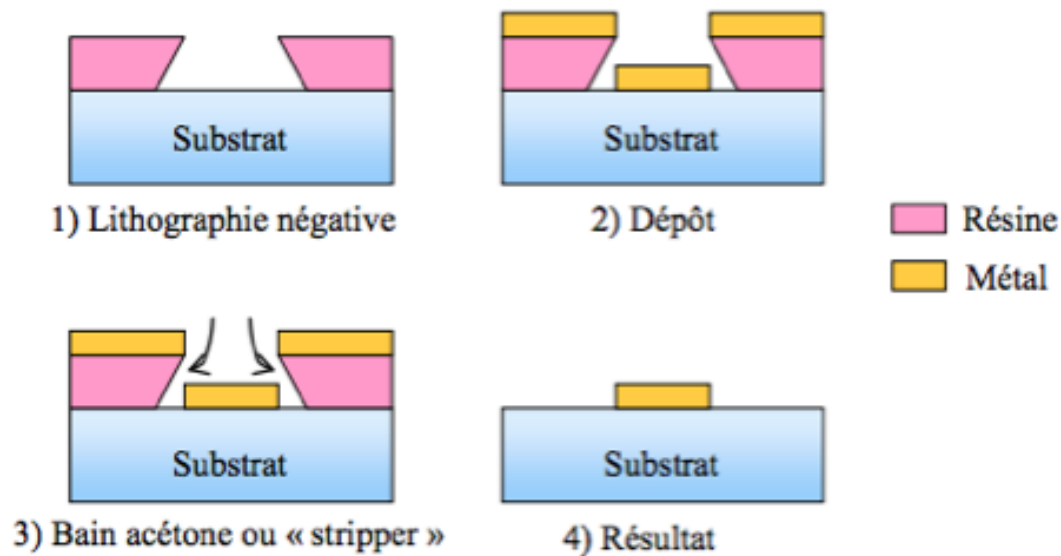 Substrat
1) Lithographie négative
Substrat
2) Dépôt
Résine
Métal
Substrat
3) Bain acétone ou « stripper »
Substrat
4) Résultat